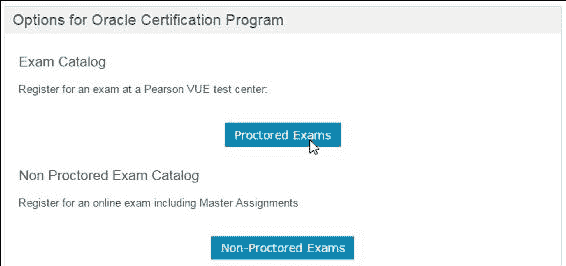 Options for Oracle Certification Program
Exam Catalog
Register for an exam at a Pearson VUE test center:
Proctored Exams
Non Proctored Exam Catalog
Register for an online exam including Master Assignments
Non-Proctored Exams